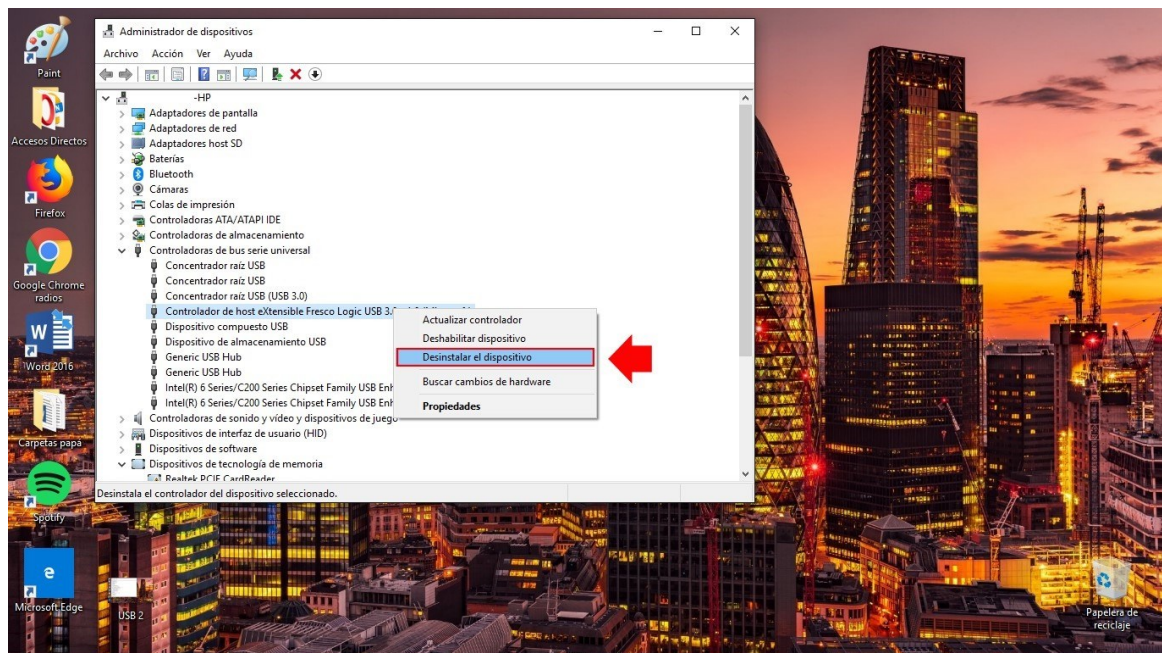 Administrador de dispositivos
Archivo Acción Ver Ayuda
-HP
Adaptadores de pantalla
Adaptadores de red
Adaptadores host SD
Baterías
Bluetooth
Cámaras
Colas de impresión
Controladoras ATA/ATAPI IDE
Controladoras de almacenamiento
Controladoras de bus serie universal
Concentrador raíz USB
Concentrador raíz USB
Concentrador raíz USB (USB 3.0)
Controlador de host eXtensible Fresco Logic USB
Dispositivo compuesto USB
Dispositivo de almacenamiento USB
Generic USB Hub
Generic USB Hub
Intel(R) 6 Series/C200 Series Chipset Family USB Enh
Intel(R) 6 Series/C200 Series Chipset Family USB Enh
Controladoras de sonido y vídeo y dispositivos de juego
Dispositivos de interfaz de usuario (HID)
Dispositivos de software
Dispositivos de tecnología de memoria
Realtek PCIE CardReader
Desinstala el controlador del dispositivo seleccionado.
Actualizar controlador
Deshabilitar dispositivo
Desinstalar el dispositivo
Buscar cambios de hardware
Propiedades
Paint
Accesos Directos
Firefox
Google Chrome
radios
Word 2016
Carpetas papá
Spotify
Microsoft Edge
USB 2
Papelera de
reciclaje